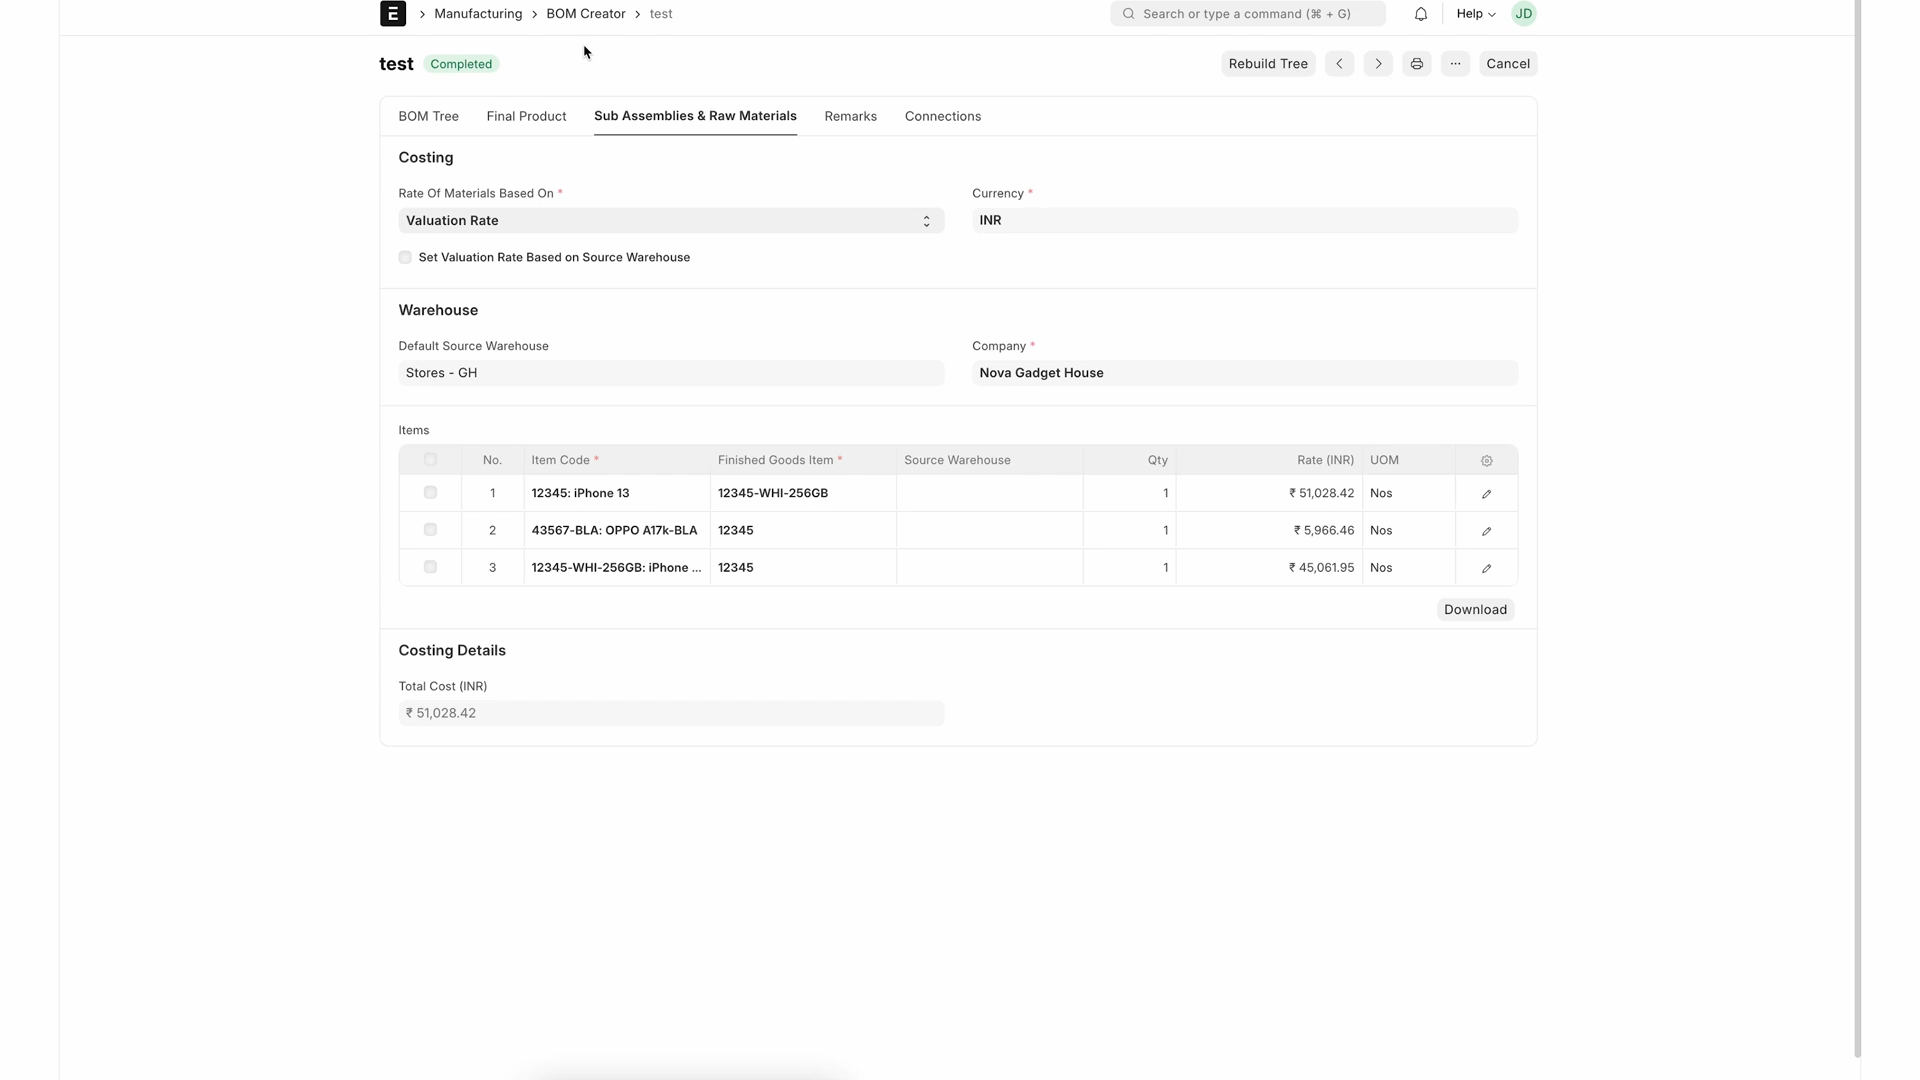 E > Manufacturing > BOM Creator > test
Search or type a command (⌘ + G)
Help
JD
test Completed
Rebuild Tree
···
Cancel
BOM Tree Final Product Sub Assemblies & Raw Materials Remarks Connections
Costing
Rate Of Materials Based On * Currency *
Valuation Rate INR
Set Valuation Rate Based on Source Warehouse
Warehouse
Default Source Warehouse Company *
Stores - GH Nova Gadget House
Items
No. Item Code * Finished Goods Item * Source Warehouse Qty Rate (INR) UOM
1 12345: iPhone 13 12345-WHI-256GB 1 ₹ 51,028.42 Nos
2 43567-BLA: OPPO A17k-BLA 12345 1 ₹ 5,966.46 Nos
3 12345-WHI-256GB: iPhone ... 12345 1 ₹ 45,061.95 Nos
Download
Costing Details
Total Cost (INR)
₹ 51,028.42